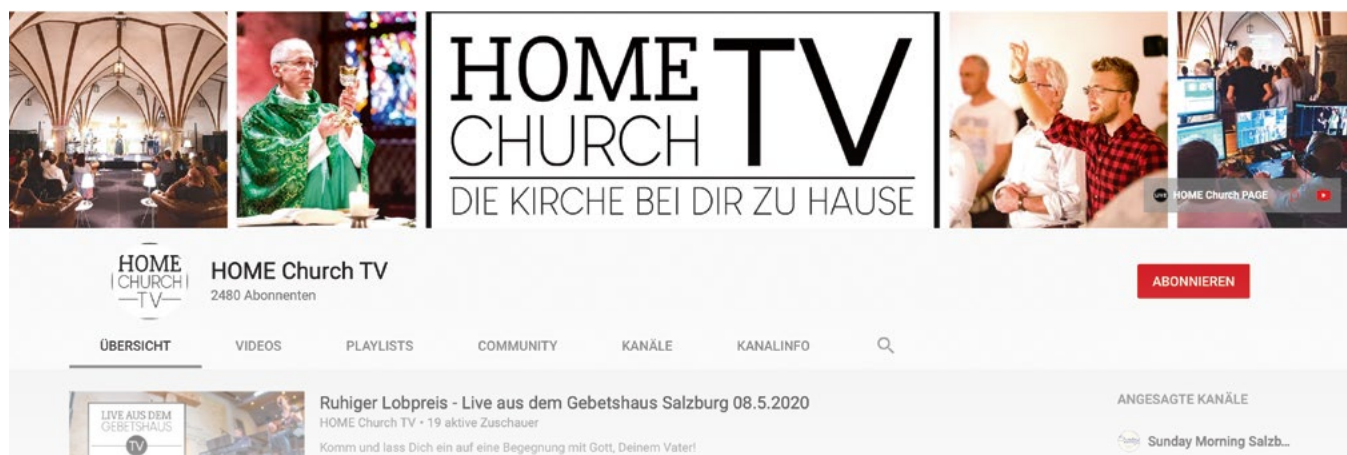 HOME
CHURCH
TV
DIE KIRCHE BEI DIR ZU HAUSE
LIVE HOME Church PAGE
HOME
CHURCH
TV
HOME Church TV
2480 Abonnenten
ABONNIEREN
ÜBERSICHT VIDEOS PLAYLISTS COMMUNITY KANÄLE KANALINFO
LIVE AUS DEM
GEBETSHAUS
TV
Ruhiger Lobpreis - Live aus dem Gebetshaus Salzburg 08.5.2020
HOME Church TV • 19 aktive Zuschauer
Komm und lass Dich ein auf eine Begegnung mit Gott, Deinem Vater!
ANGESAGTE KANÄLE
Sunday Morning Salzb...